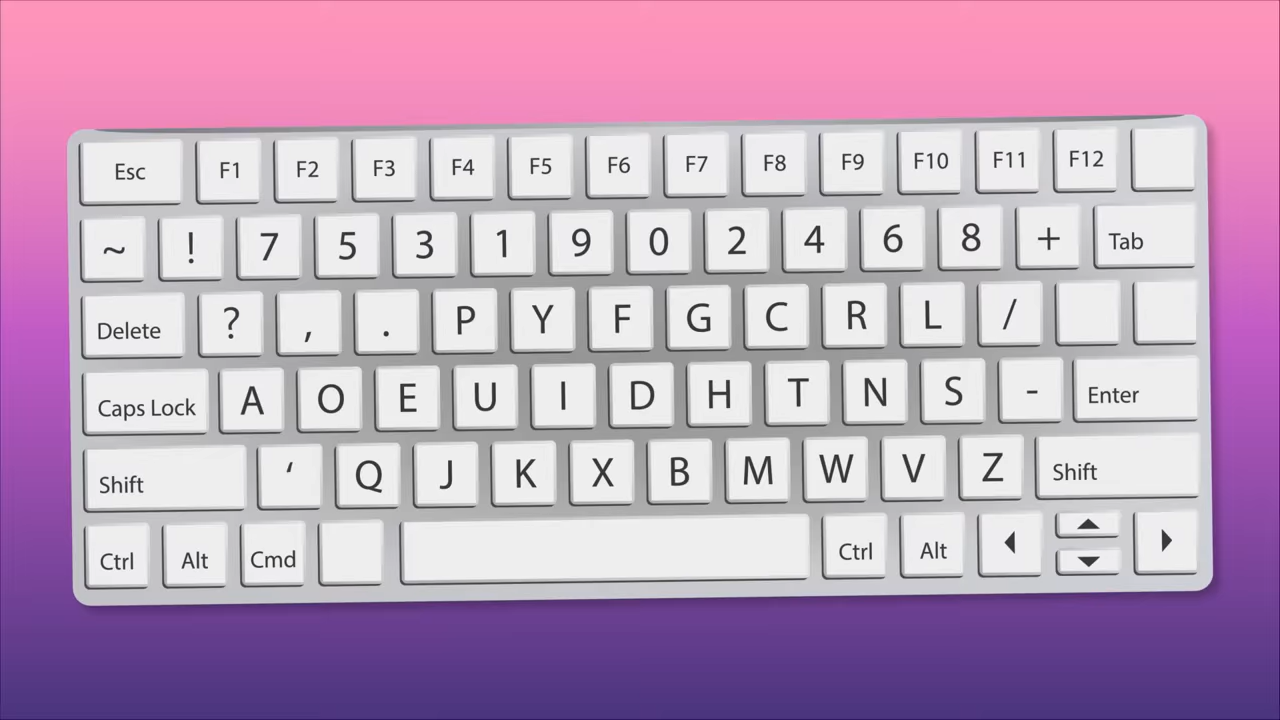 Esc F1 F2 F3 F4 F5 F6 F7 F8 F9 F10 F11 F12
~ ! 7 5 3 1 9 0 2 4 6 8 + Tab
Delete ? , . P Y F G C R L /
Caps Lock A O E U I D H T N S - Enter
Shift ‘ Q J K X B M W V Z Shift
Ctrl Alt Cmd Ctrl Alt